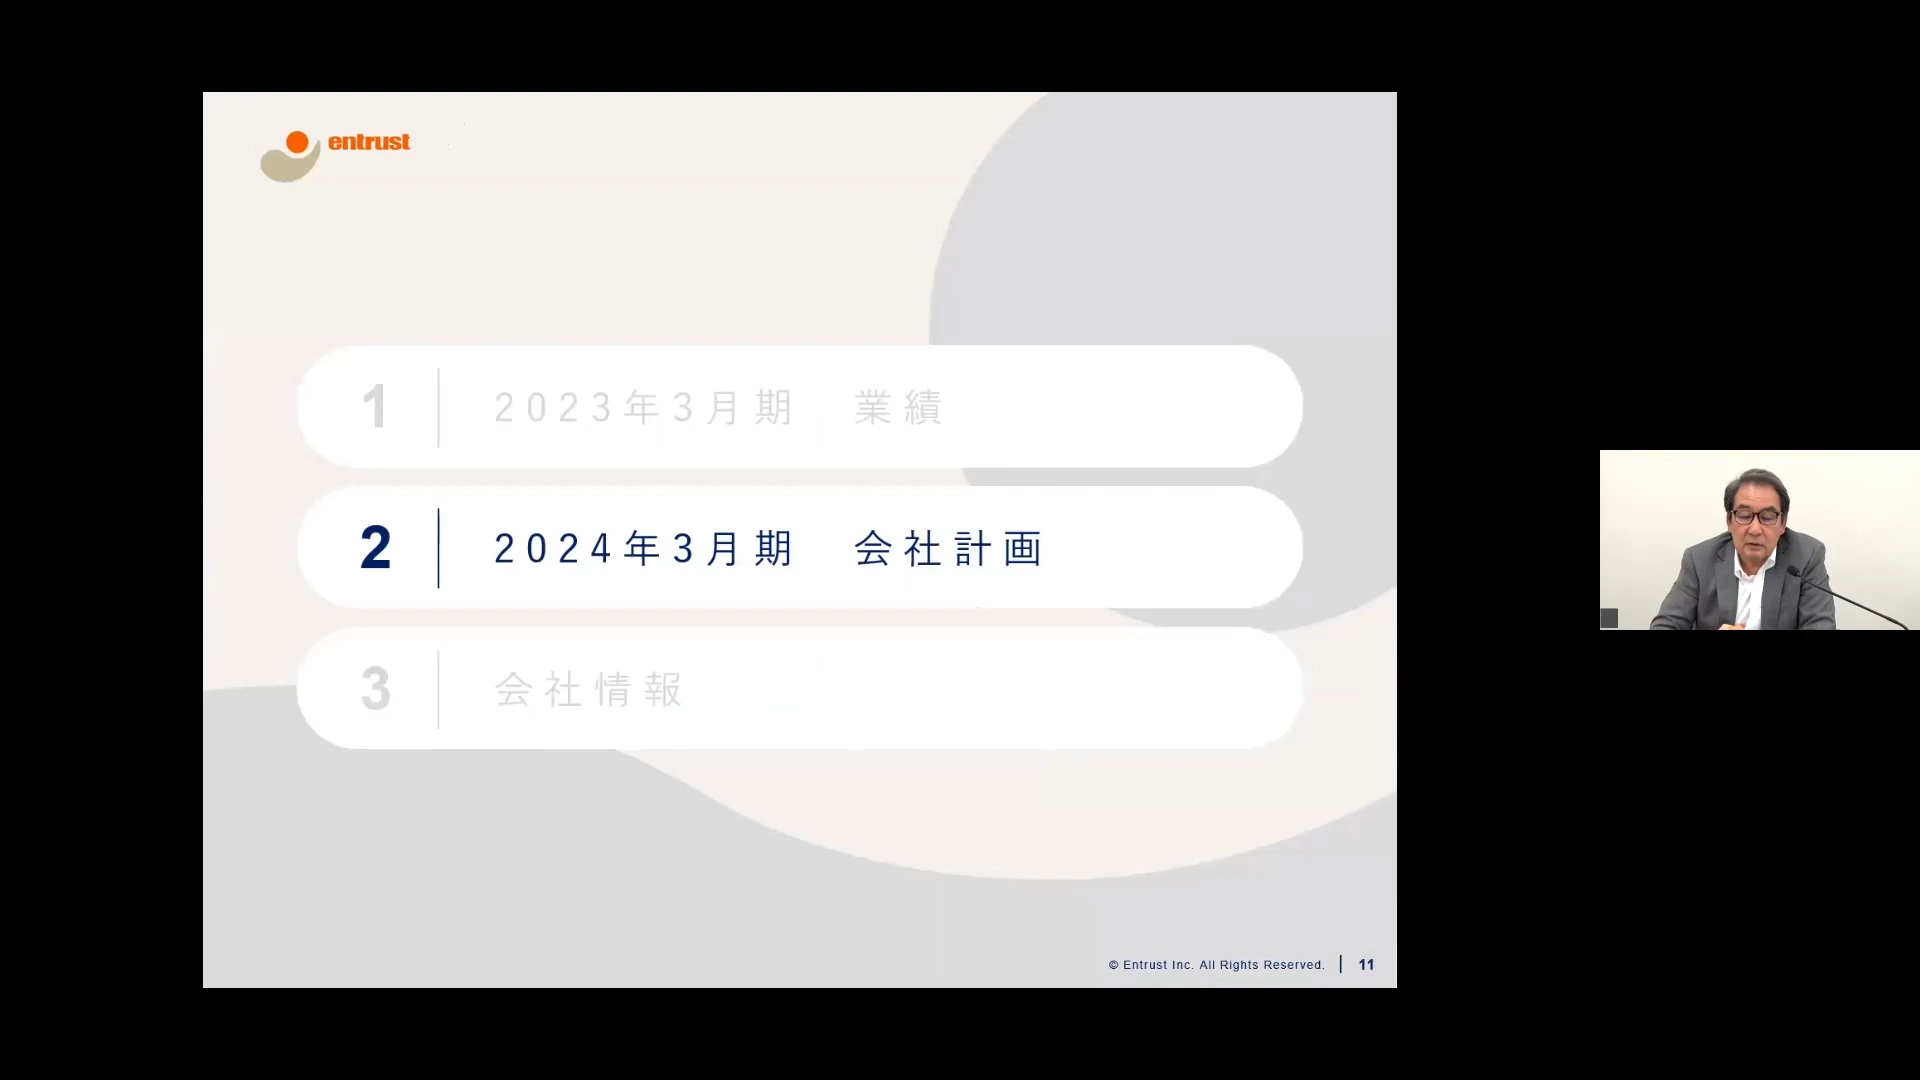 entrust
1
2023年3月期　業績
2
2024年3月期　会社計画
3
会社情報
© Entrust Inc. All Rights Reserved. | 11